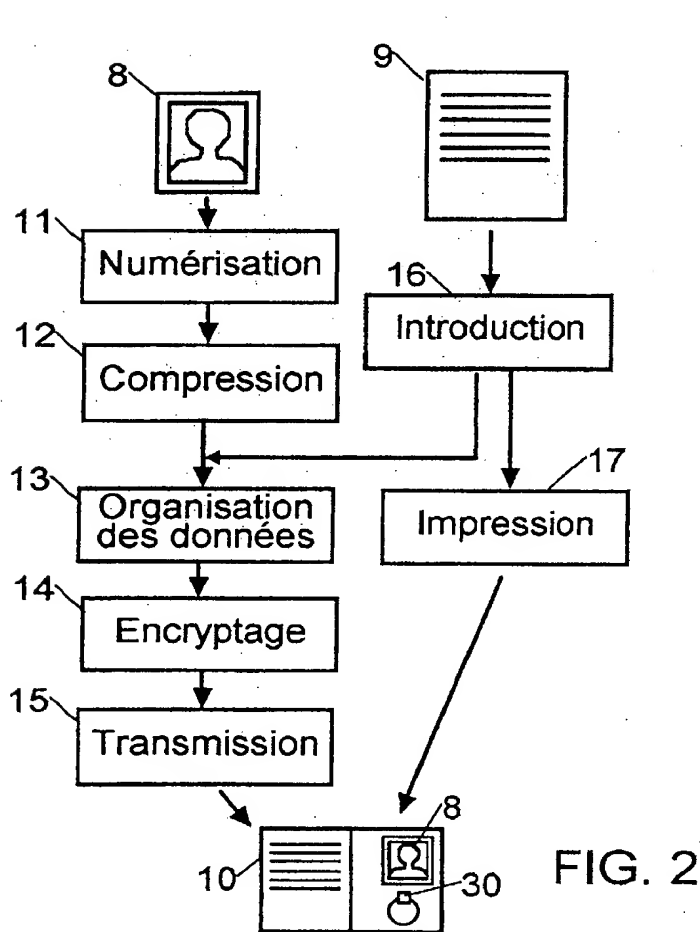 8
9
11
Numérisation
16
Introduction
12
Compression
13
Organisation
des données
17
Impression
14
Encryptage
15
Transmission
8
10
30
FIG. 2